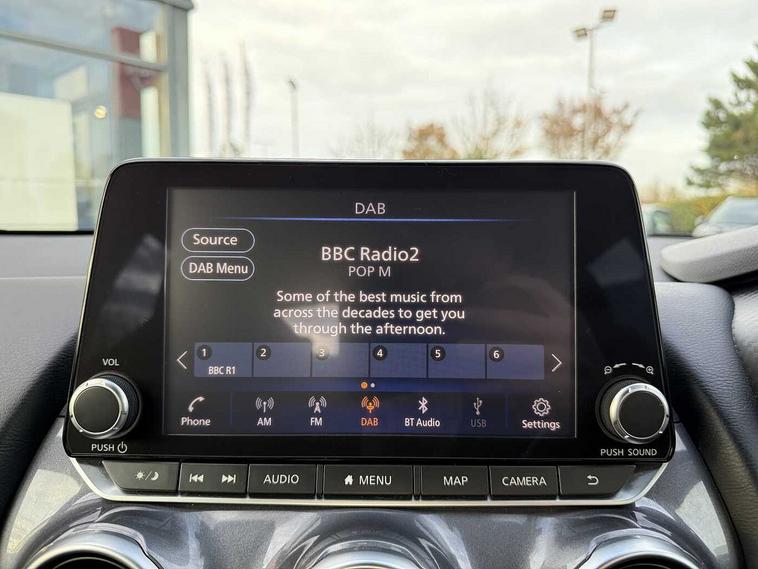 DAB
Source
DAB Menu
BBC Radio2
POP M
Some of the best music from
across the decades to get you
through the afternoon.
1 2 3 4 5 6
BBC R1
Phone AM FM DAB BT Audio USB Settings
VOL
PUSH
PUSH SOUND
AUDIO MENU MAP CAMERA